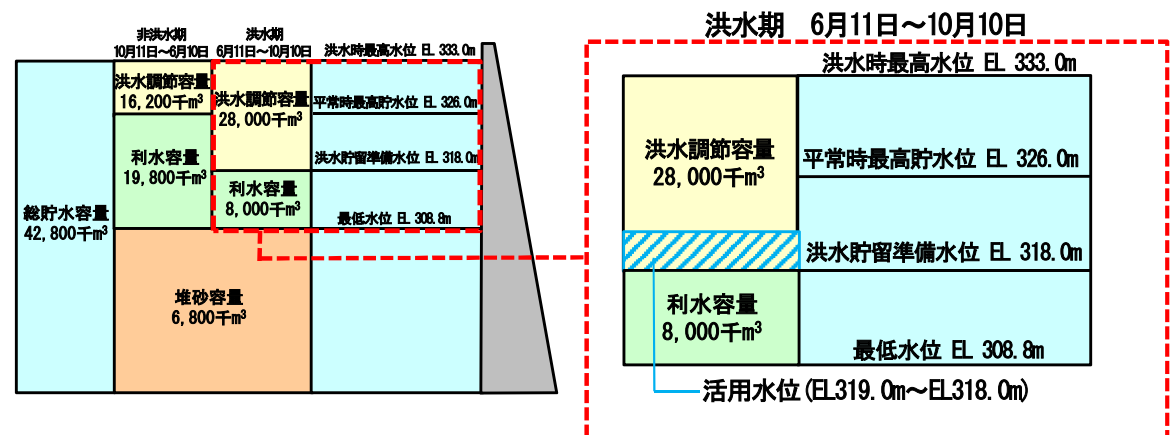 非洪水期
10月11日～6月10日
洪水期
6月11日～10月10日
洪水時最高水位 EL 333.0m
洪水調節容量
16,200千m³
洪水調節容量
28,000千m³
平常時最高貯水位 EL 326.0m
利水容量
19,800千m³
洪水貯留準備水位 EL 318.0m
利水容量
8,000千m³
最低水位 EL 308.8m
総貯水容量
42,800千m³
堆砂容量
6,800千m³
洪水期 6月11日～10月10日
洪水時最高水位 EL 333.0m
洪水調節容量
28,000千m³
平常時最高貯水位 EL 326.0m
洪水貯留準備水位 EL 318.0m
利水容量
8,000千m³
最低水位 EL 308.8m
活用水位(EL319.0m～EL318.0m)